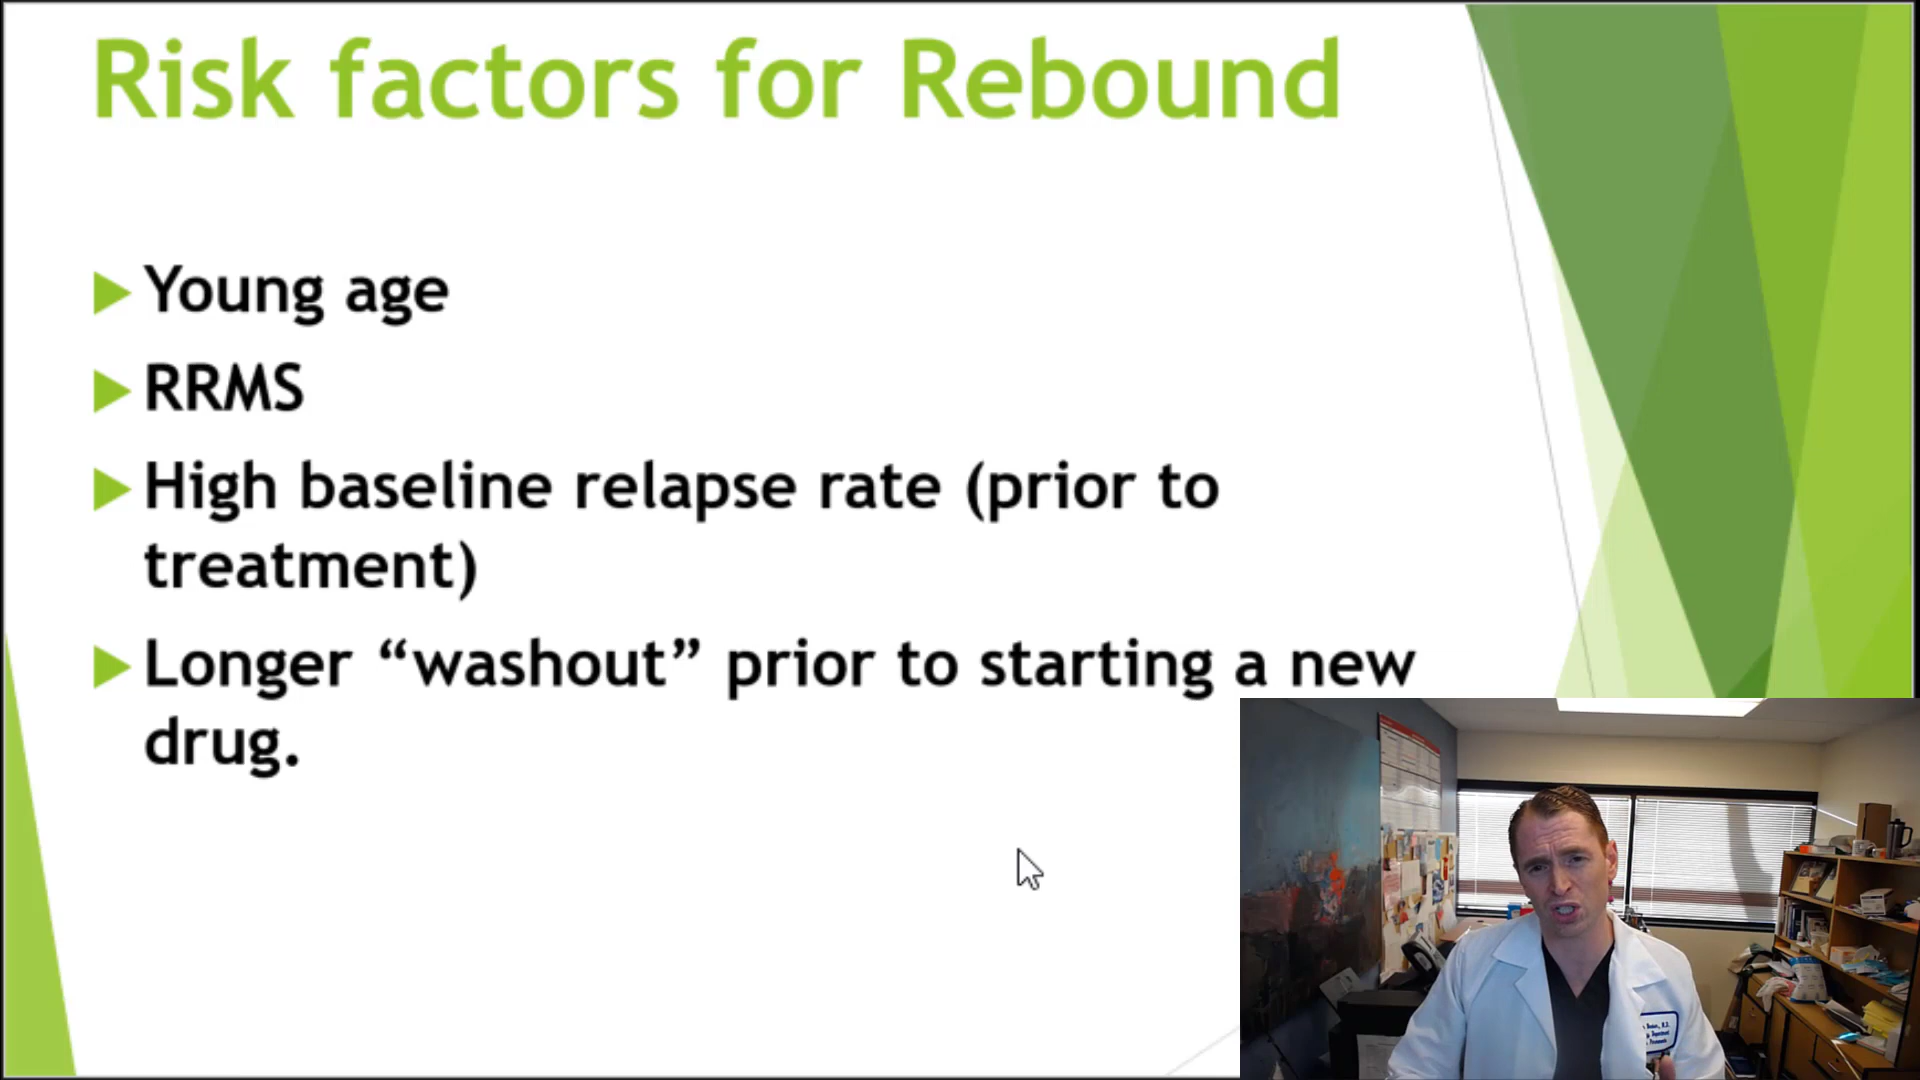 Risk factors for Rebound
Young age
RRMS
High baseline relapse rate (prior to
treatment)
Longer “washout” prior to starting a new
drug.